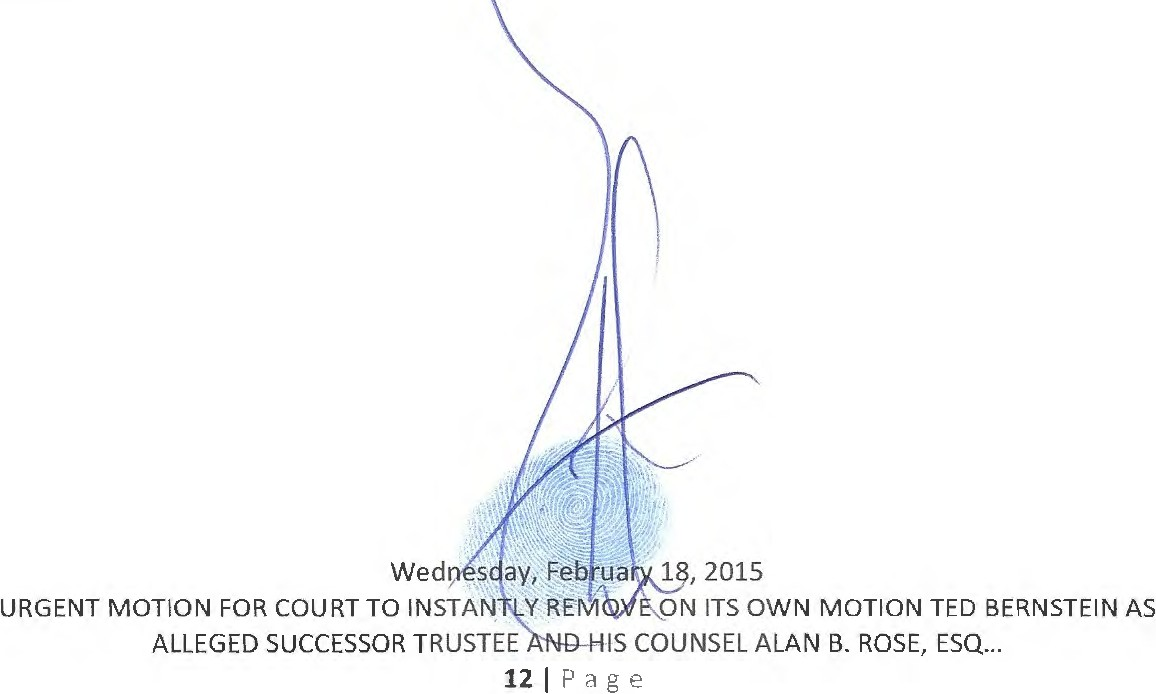 Wednesday, February 18, 2015
URGENT MOTION FOR COURT TO INSTANTLY REMOVE ON ITS OWN MOTION TED BERNSTEIN AS
ALLEGED SUCCESSOR TRUSTEE AND HIS COUNSEL ALAN B. ROSE, ESQ...
12 | P a g e